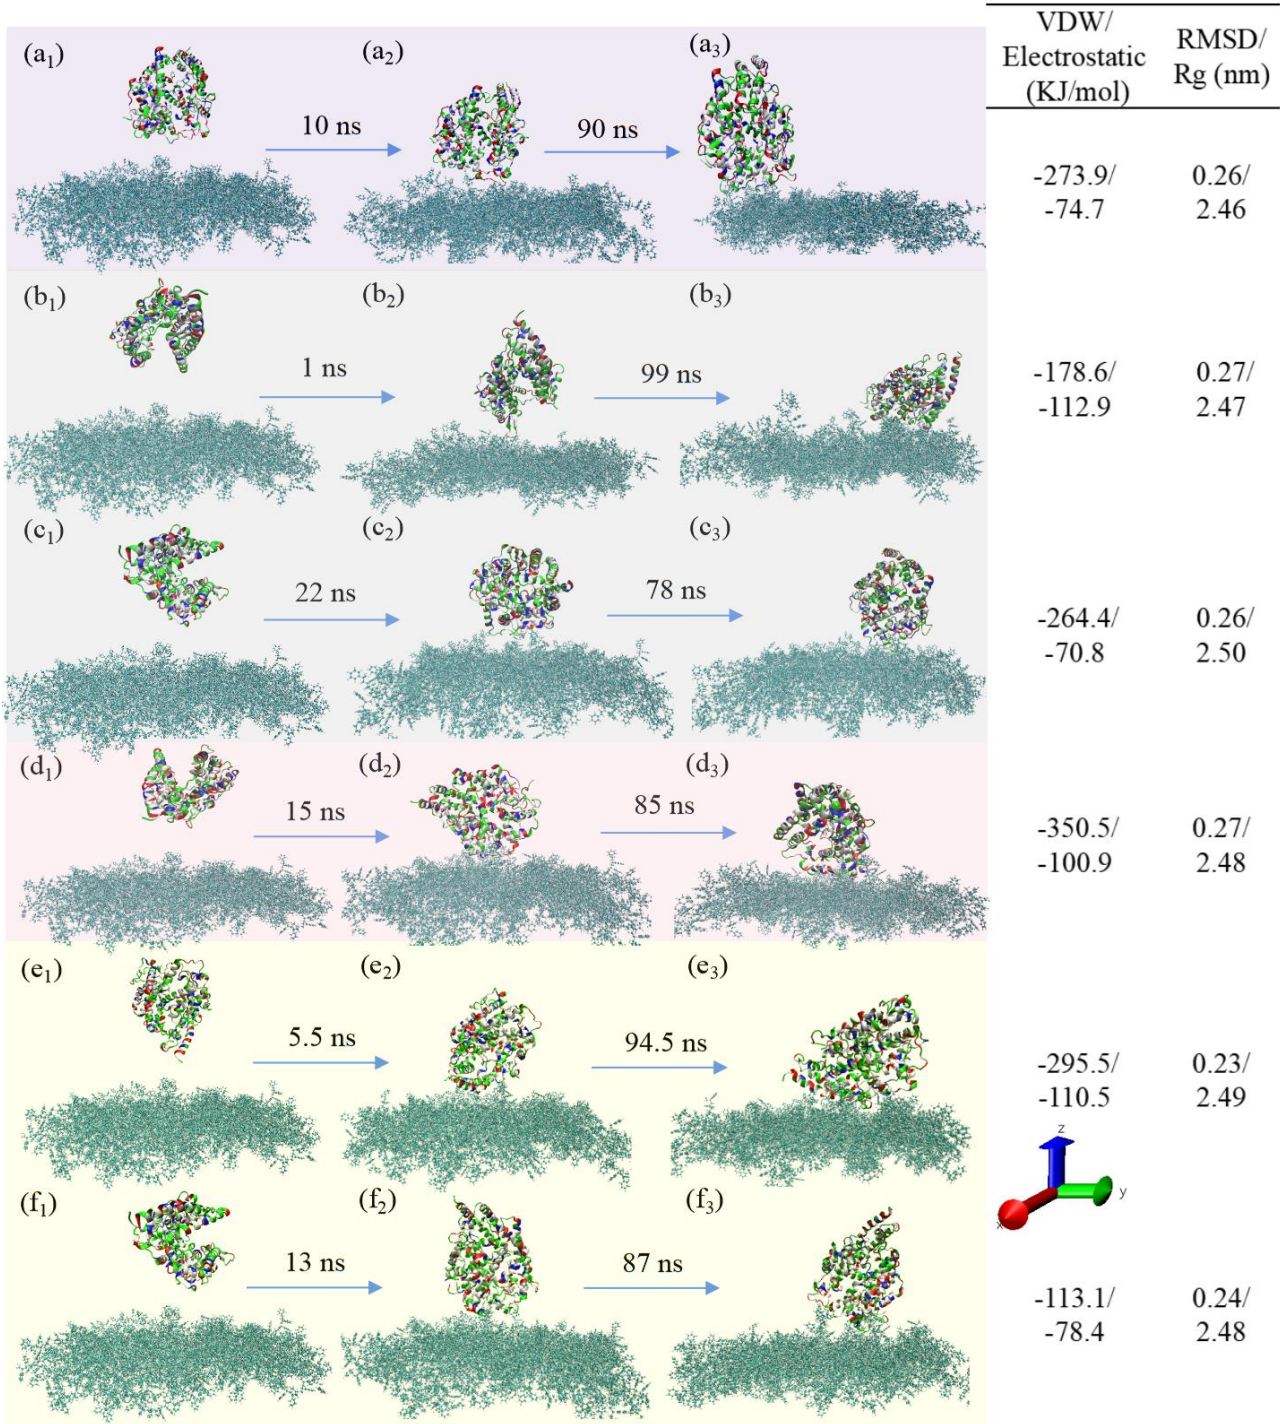 VDW/
Electrostatic
(KJ/mol)
RMSD/
Rg (nm)
(a₁)
(a₂)
(a₃)
10 ns
90 ns
-273.9/
-74.7
0.26/
2.46
(b₁)
(b₂)
(b₃)
1 ns
99 ns
-178.6/
-112.9
0.27/
2.47
(c₁)
(c₂)
(c₃)
22 ns
78 ns
-264.4/
-70.8
0.26/
2.50
(d₁)
(d₂)
(d₃)
15 ns
85 ns
-350.5/
-100.9
0.27/
2.48
(e₁)
(e₂)
(e₃)
5.5 ns
94.5 ns
-295.5/
-110.5
0.23/
2.49
z
y
x
(f₁)
(f₂)
(f₃)
13 ns
87 ns
-113.1/
-78.4
0.24/
2.48